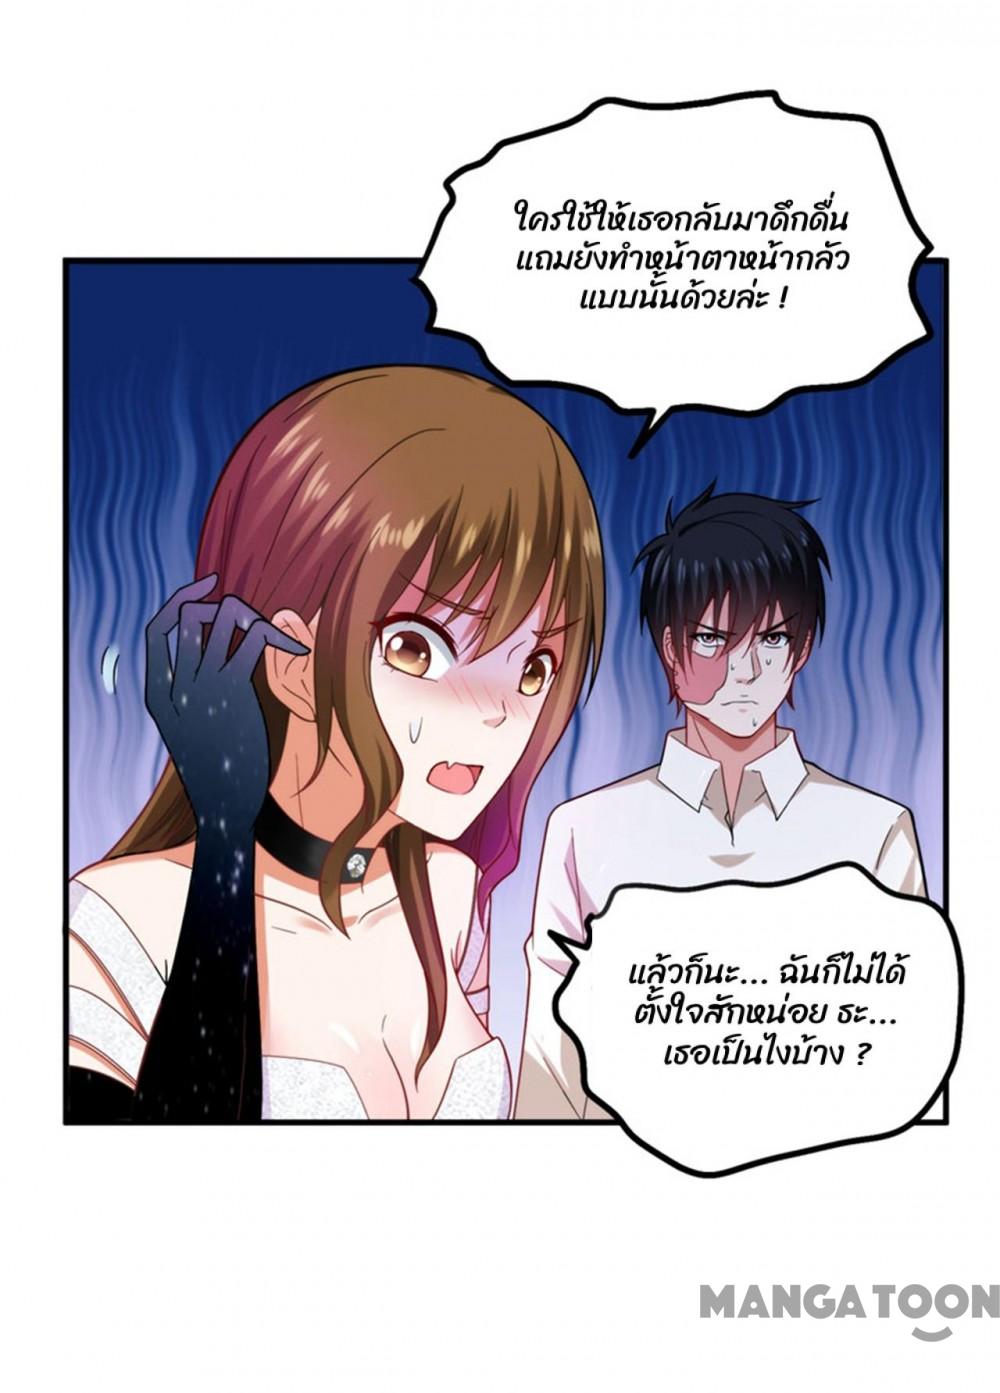 ใครใช้ให้เธอกลับมาดึกดื่น
แถมยังทำหน้าตาหน้ากลัว
แบบนั้นด้วยล่ะ !
แล้วก็นะ... ฉันก็ไม่ได้
ตั้งใจสักหน่อย ธะ...
เธอเป็นไงบ้าง ?
MANGATOON